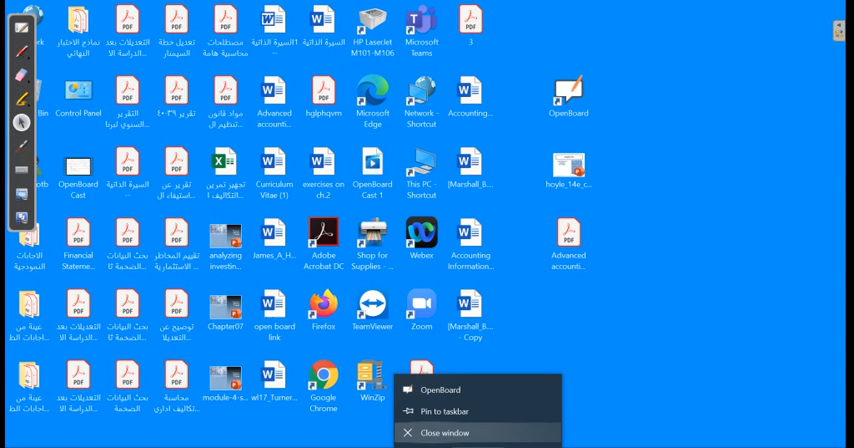 نماذج الاختبار
النهائي
التعديلات بعد
الدراسة الا...
تعديل خطة
السيمنار
مصطلحات
محاسبية هامة
السيرة الذاتية1
...
السيرة الذاتية
HP LaserJet
M101-M106
Microsoft
Teams
3
Bin
Control Panel
التقرير
السنوي لبرنا...
تقرير ٣٩-٤٠
مواد قانون
تنظيم ال...
Advanced
accounti...
hglphqvm
Microsoft
Edge
Network -
Shortcut
Accounting...
OpenBoard
OpenBoard
Cast
السيرة الذاتية
...
تقرير عن
استيفاء ال...
تجهيز تمرين
التكاليف ا...
Curriculum
Vitae (1)
exercises on
ch.2
OpenBoard
Cast 1
This PC -
Shortcut
[Marshall_B....
hoyle_14e_c...
الاجابات
النموذجية
Financial
Stateme...
بحث البيانات
الضخمة ثا...
تقييم المخاطر
الاستثمارية ...
analyzing
investin...
James_A_H...
Adobe
Acrobat DC
Shop for
Supplies - ...
Webex
Accounting
Information...
Advanced
accounti...
عينة من
اجابات الط...
التعديلات بعد
الدراسة الا...
بحث البيانات
الضخمة ثا...
توضيح عن
التعديلا...
Chapter07
open board
link
Firefox
TeamViewer
Zoom
[Marshall_B....
- Copy
عينة من
اجابات الط...
التعديلات بعد
الدراسة الا...
بحث البيانات
الضخمة
محاسبة
تكاليف اداري...
module-4-s...
wl17_Turner...
Google
Chrome
WinZip
OpenBoard
Pin to taskbar
Close window